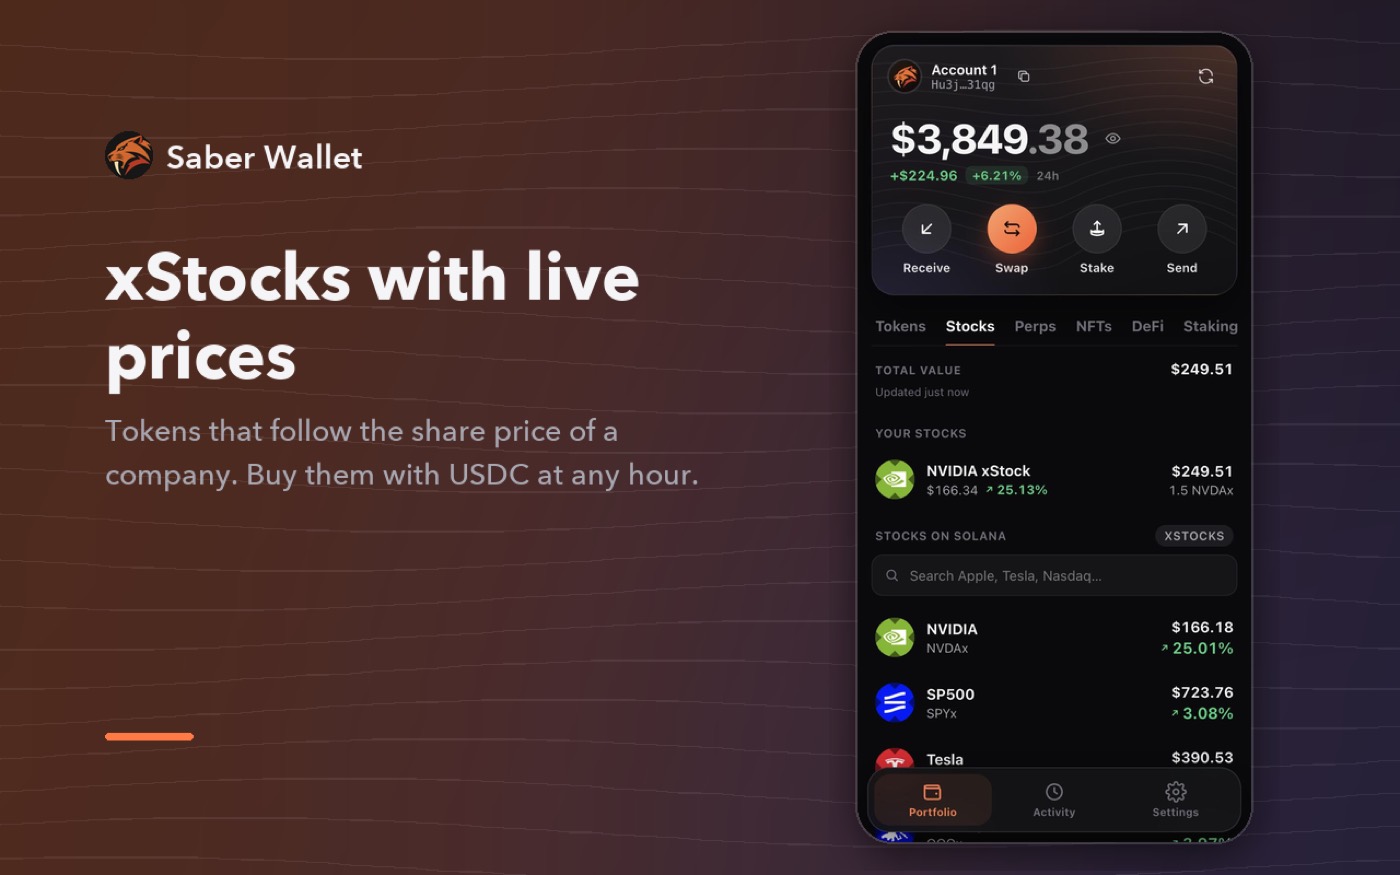 Saber Wallet
xStocks with live
prices
Tokens that follow the share price of a
company. Buy them with USDC at any hour.
Account 1
Hu3j…31qg
$3,849.38
+$224.96 +6.21% 24h
Receive Swap Stake Send
Tokens Stocks Perps NFTs DeFi Staking
TOTAL VALUE $249.51
Updated just now
YOUR STOCKS
NVIDIA xStock $249.51
$166.34 ↗ 25.13% 1.5 NVDAx
STOCKS ON SOLANA XSTOCKS
Search Apple, Tesla, Nasdaq...
NVIDIA $166.18
NVDAx ↗ 25.01%
SP500 $723.76
SPYx ↗ 3.08%
Tesla $390.53
Portfolio Activity Settings